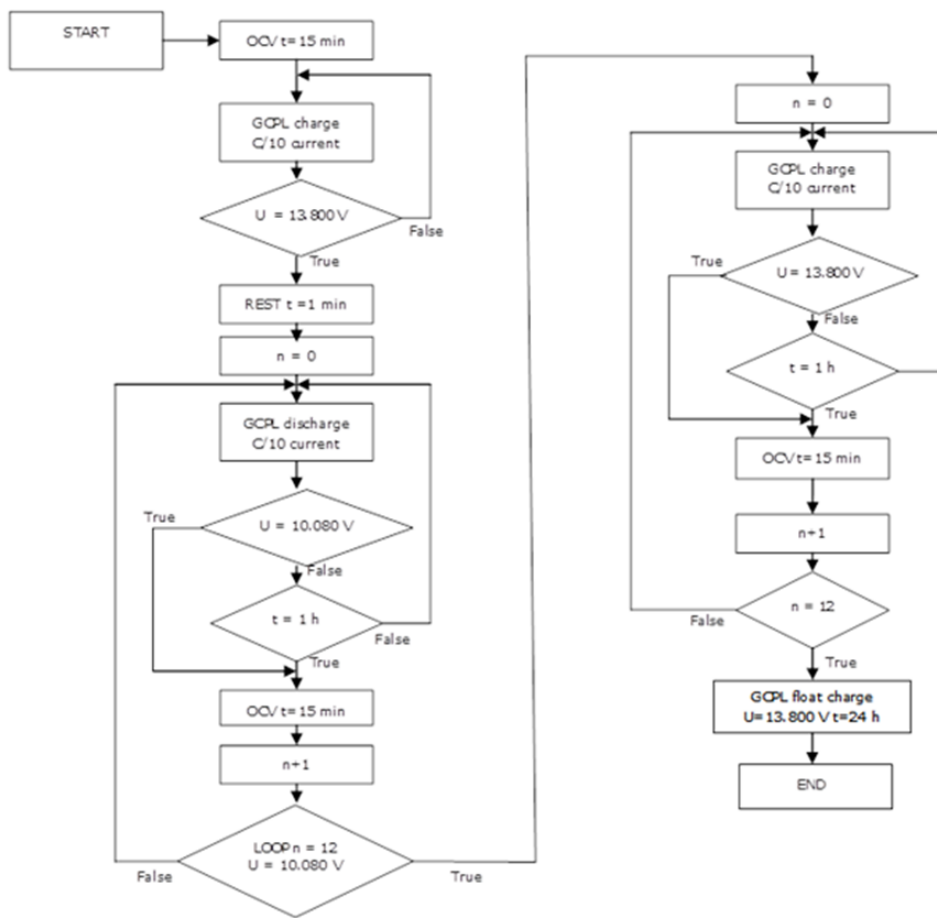 START
OCV t=15 min
GCPL charge
C/10 current
U = 13.800 V
False
True
REST t =1 min
n = 0
GCPL discharge
C/10 current
True
U = 10.080 V
False
t = 1 h
False
True
OCV t=15 min
n+1
LOOP n = 12
U = 10.080 V
False
True
n = 0
GCPL charge
C/10 current
True
U = 13.800 V
False
t = 1 h
True
OCV t=15 min
n+1
n = 12
False
True
GCPL float charge
U=13.800 V t=24 h
END